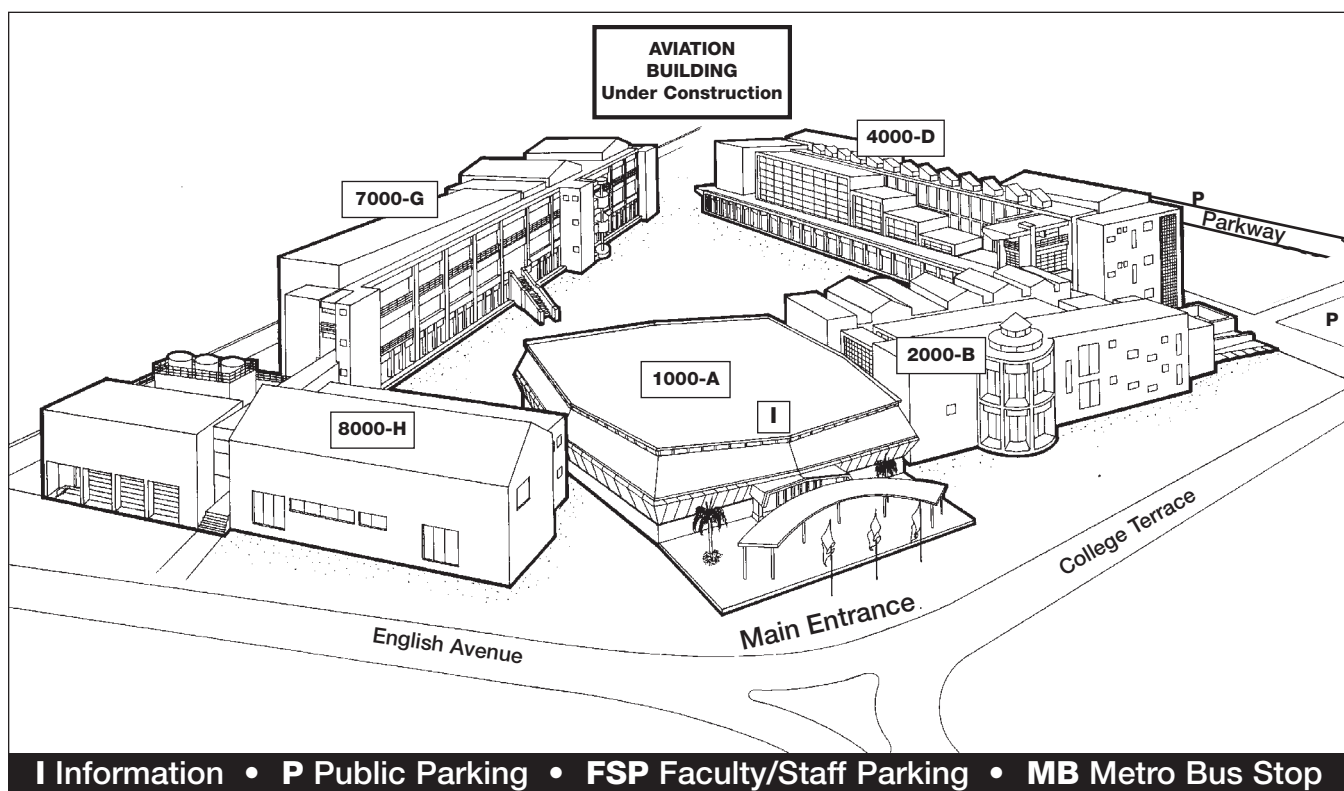 AVIATION
BUILDING
Under Construction
4000-D
7000-G
P
Parkway
P
2000-B
1000-A
I
8000-H
College Terrace
Main Entrance
English Avenue
I Information • P Public Parking • FSP Faculty/Staff Parking • MB Metro Bus Stop